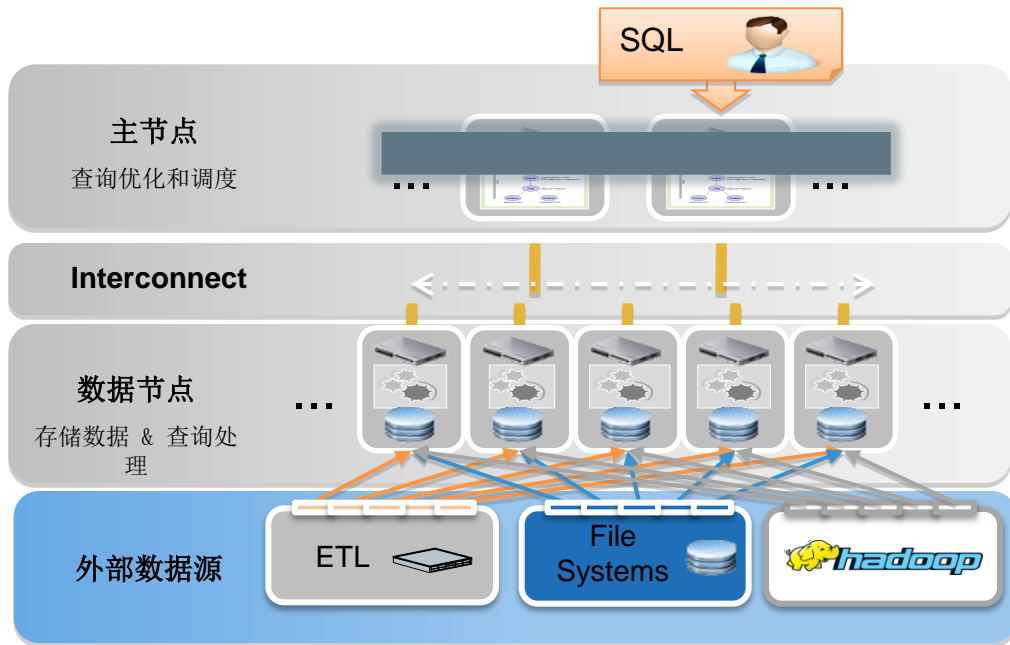 SQL
主节点
查询优化和调度
...
...
Interconnect
数据节点
存储数据 & 查询处
理
...
...
外部数据源
ETL
File
Systems
hadoop